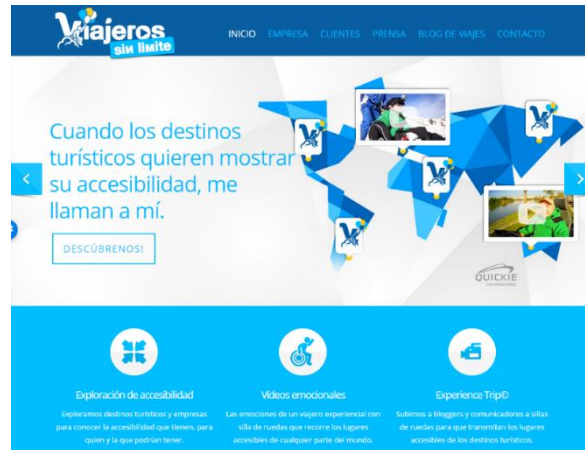 Viajeros
sin limite
INICIO EMPRESA CLIENTES PRENSA BLOG DE VIAJES CONTACTO
Cuando los destinos
turísticos quieren mostrar
su accesibilidad, me
llaman a mí.
DESCÚBRENOS!
QUICKIE
Exploración de accesibilidad
Exploramos destinos turísticos y empresas
para conocer la accesibilidad que tienen, para
quien y la que podrían tener.
Vídeos emocionales
Las emociones de un viajero experiencial con
silla de ruedas que recorre los lugares
accesibles de cualquier parte del mundo.
Experience Trip©
Subimos a bloggers y comunicadores a sillas
de ruedas para que transmitan los lugares
accesibles de los destinos turísticos.